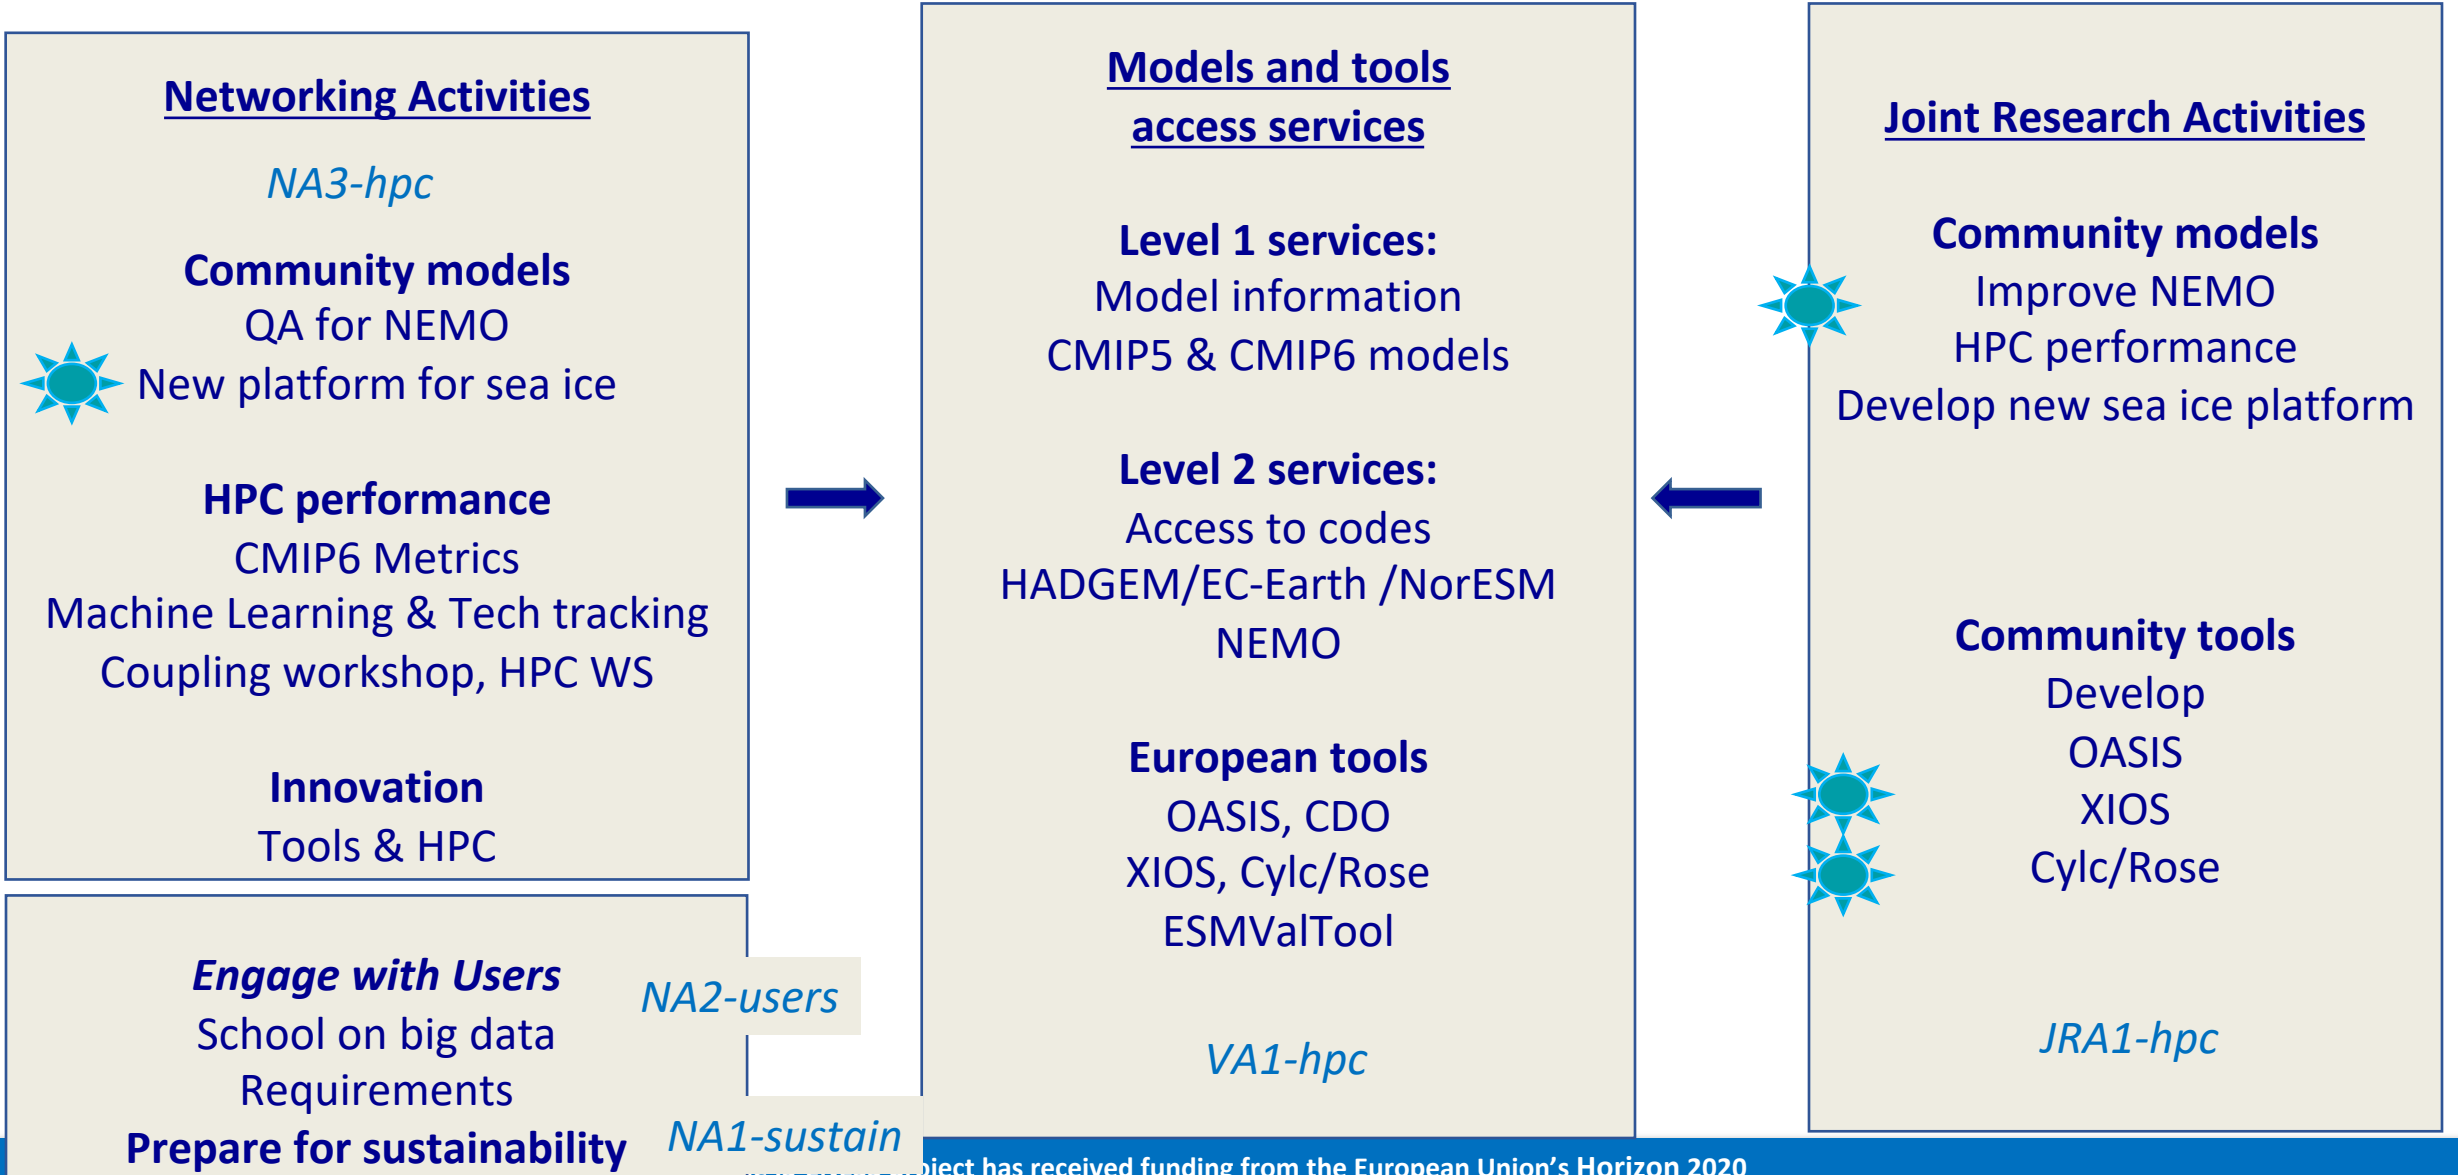 Networking Activities
NA3-hpc
Community models
QA for NEMO
New platform for sea ice
HPC performance
CMIP6 Metrics
Machine Learning & Tech tracking
Coupling workshop, HPC WS
Innovation
Tools & HPC
Engage with Users
NA2-users
School on big data
Requirements
Prepare for sustainability
NA1-sustain
Models and tools
access services
Level 1 services:
Model information
CMIP5 & CMIP6 models
Level 2 services:
Access to codes
HADGEM/EC-Earth /NorESM
NEMO
European tools
OASIS, CDO
XIOS, Cylc/Rose
ESMValTool
VA1-hpc
Joint Research Activities
Community models
Improve NEMO
HPC performance
Develop new sea ice platform
Community tools
Develop
OASIS
XIOS
Cylc/Rose
JRA1-hpc
has received funding from the European Union's Horizon 2020